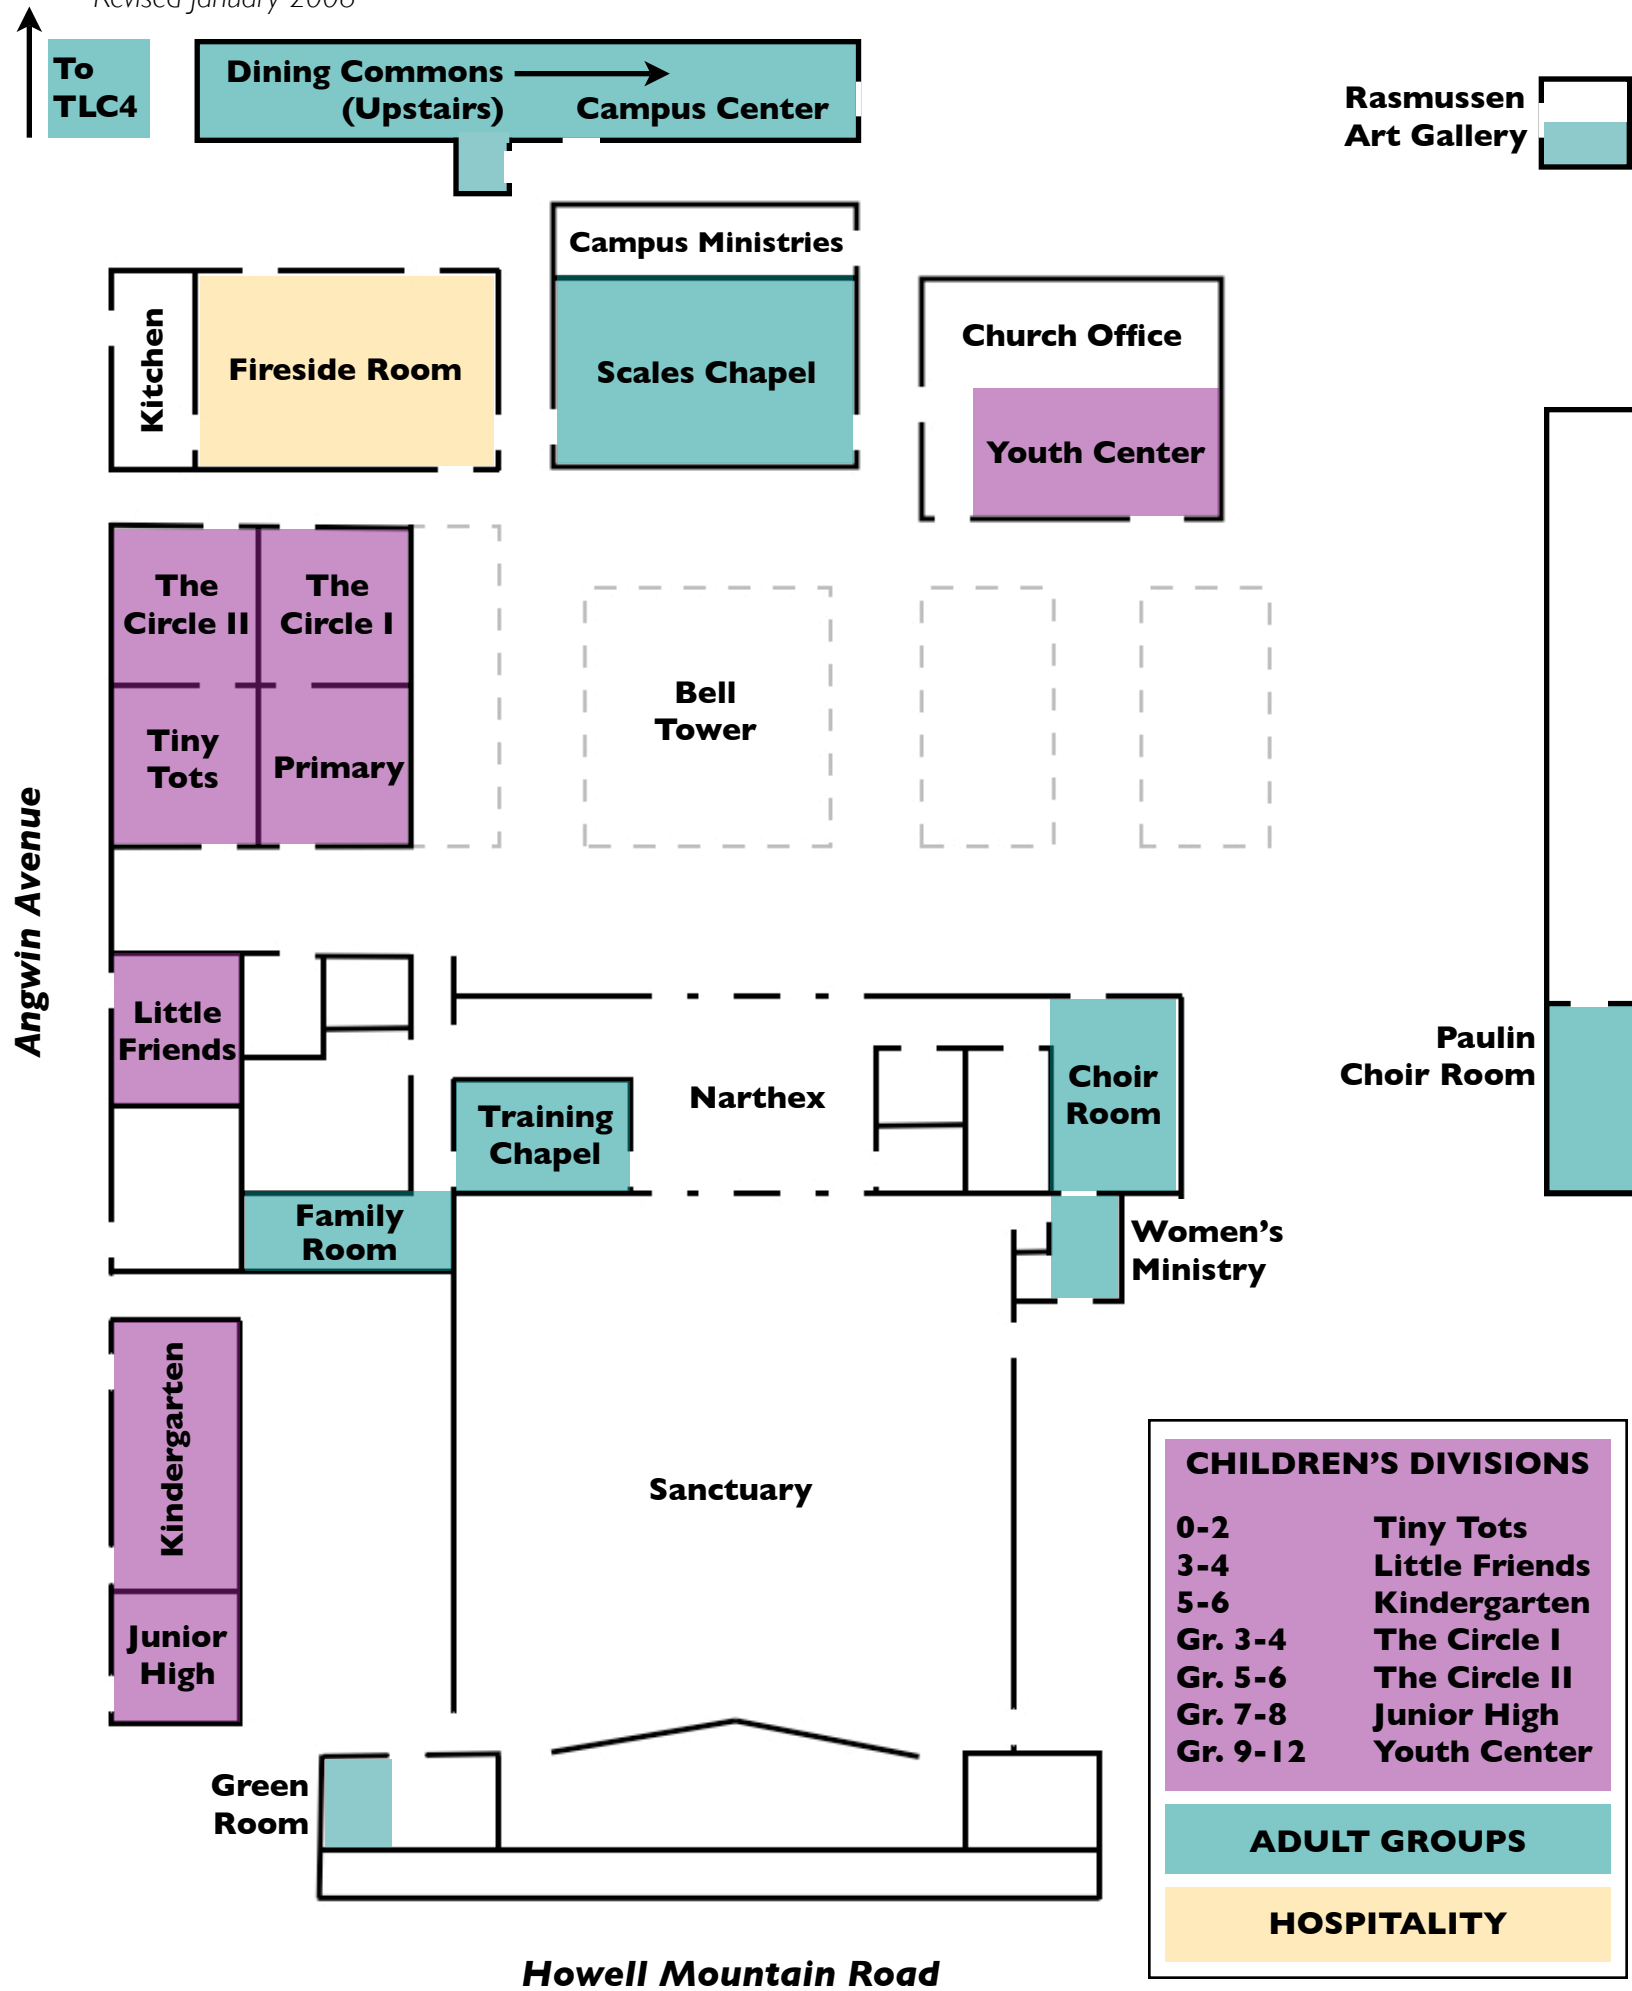 Revised January 2008
To
TLC4
Dining Commons
(Upstairs)
Campus Center
Rasmussen
Art Gallery
Campus Ministries
Kitchen
Fireside Room
Scales Chapel
Church Office
Youth Center
The
Circle II
The
Circle I
Tiny
Tots
Primary
Bell
Tower
Angwin Avenue
Little
Friends
Training
Chapel
Narthex
Choir
Room
Paulin
Choir Room
Family
Room
Women’s
Ministry
Kindergarten
Junior
High
Sanctuary
Green
Room
CHILDREN’S DIVISIONS
0-2 Tiny Tots
3-4 Little Friends
5-6 Kindergarten
Gr. 3-4 The Circle I
Gr. 5-6 The Circle II
Gr. 7-8 Junior High
Gr. 9-12 Youth Center
ADULT GROUPS
HOSPITALITY
Howell Mountain Road